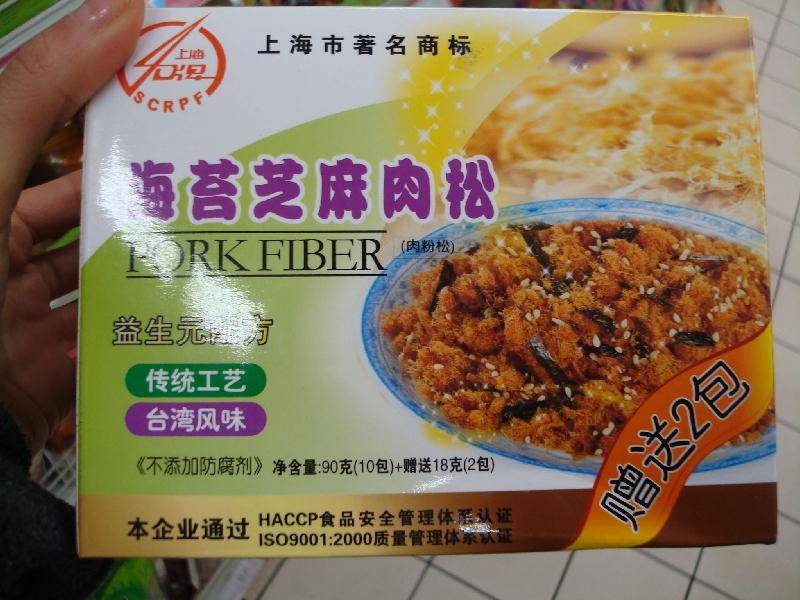 上海
SCRPF
上海市著名商标
海苔芝麻肉松
PORK FIBER
(肉粉松)
益生元配方
传统工艺
台湾风味
《不添加防腐剂》 净含量:90克(10包)+赠送18克(2包)
赠送2包
本企业通过
HACCP食品安全管理体系认证
ISO9001:2000质量管理体系认证